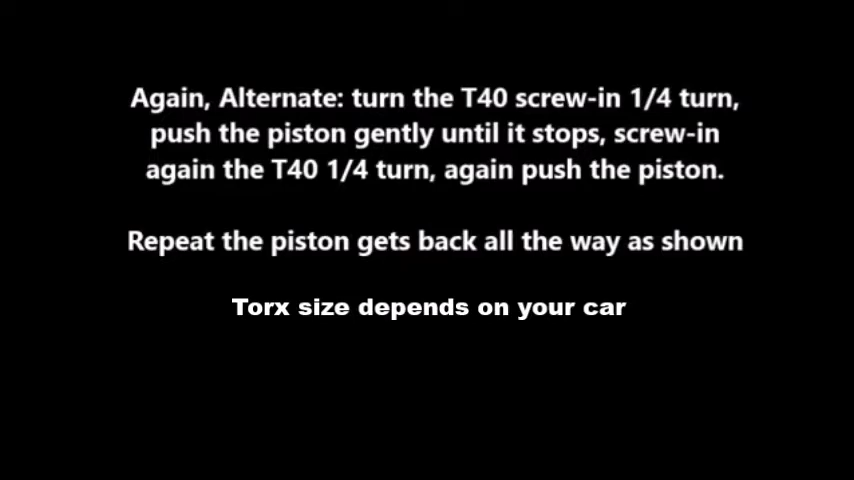 Again, Alternate: turn the T40 screw-in 1/4 turn,
push the piston gently until it stops, screw-in
again the T40 1/4 turn, again push the piston.
Repeat the piston gets back all the way as shown
Torx size depends on your car